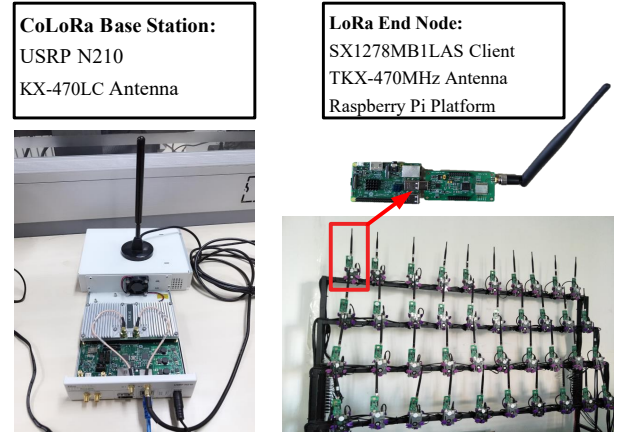 CoLoRa Base Station:
USRP N210
KX-470LC Antenna
LoRa End Node:
SX1278MB1LAS Client
TKX-470MHz Antenna
Raspberry Pi Platform